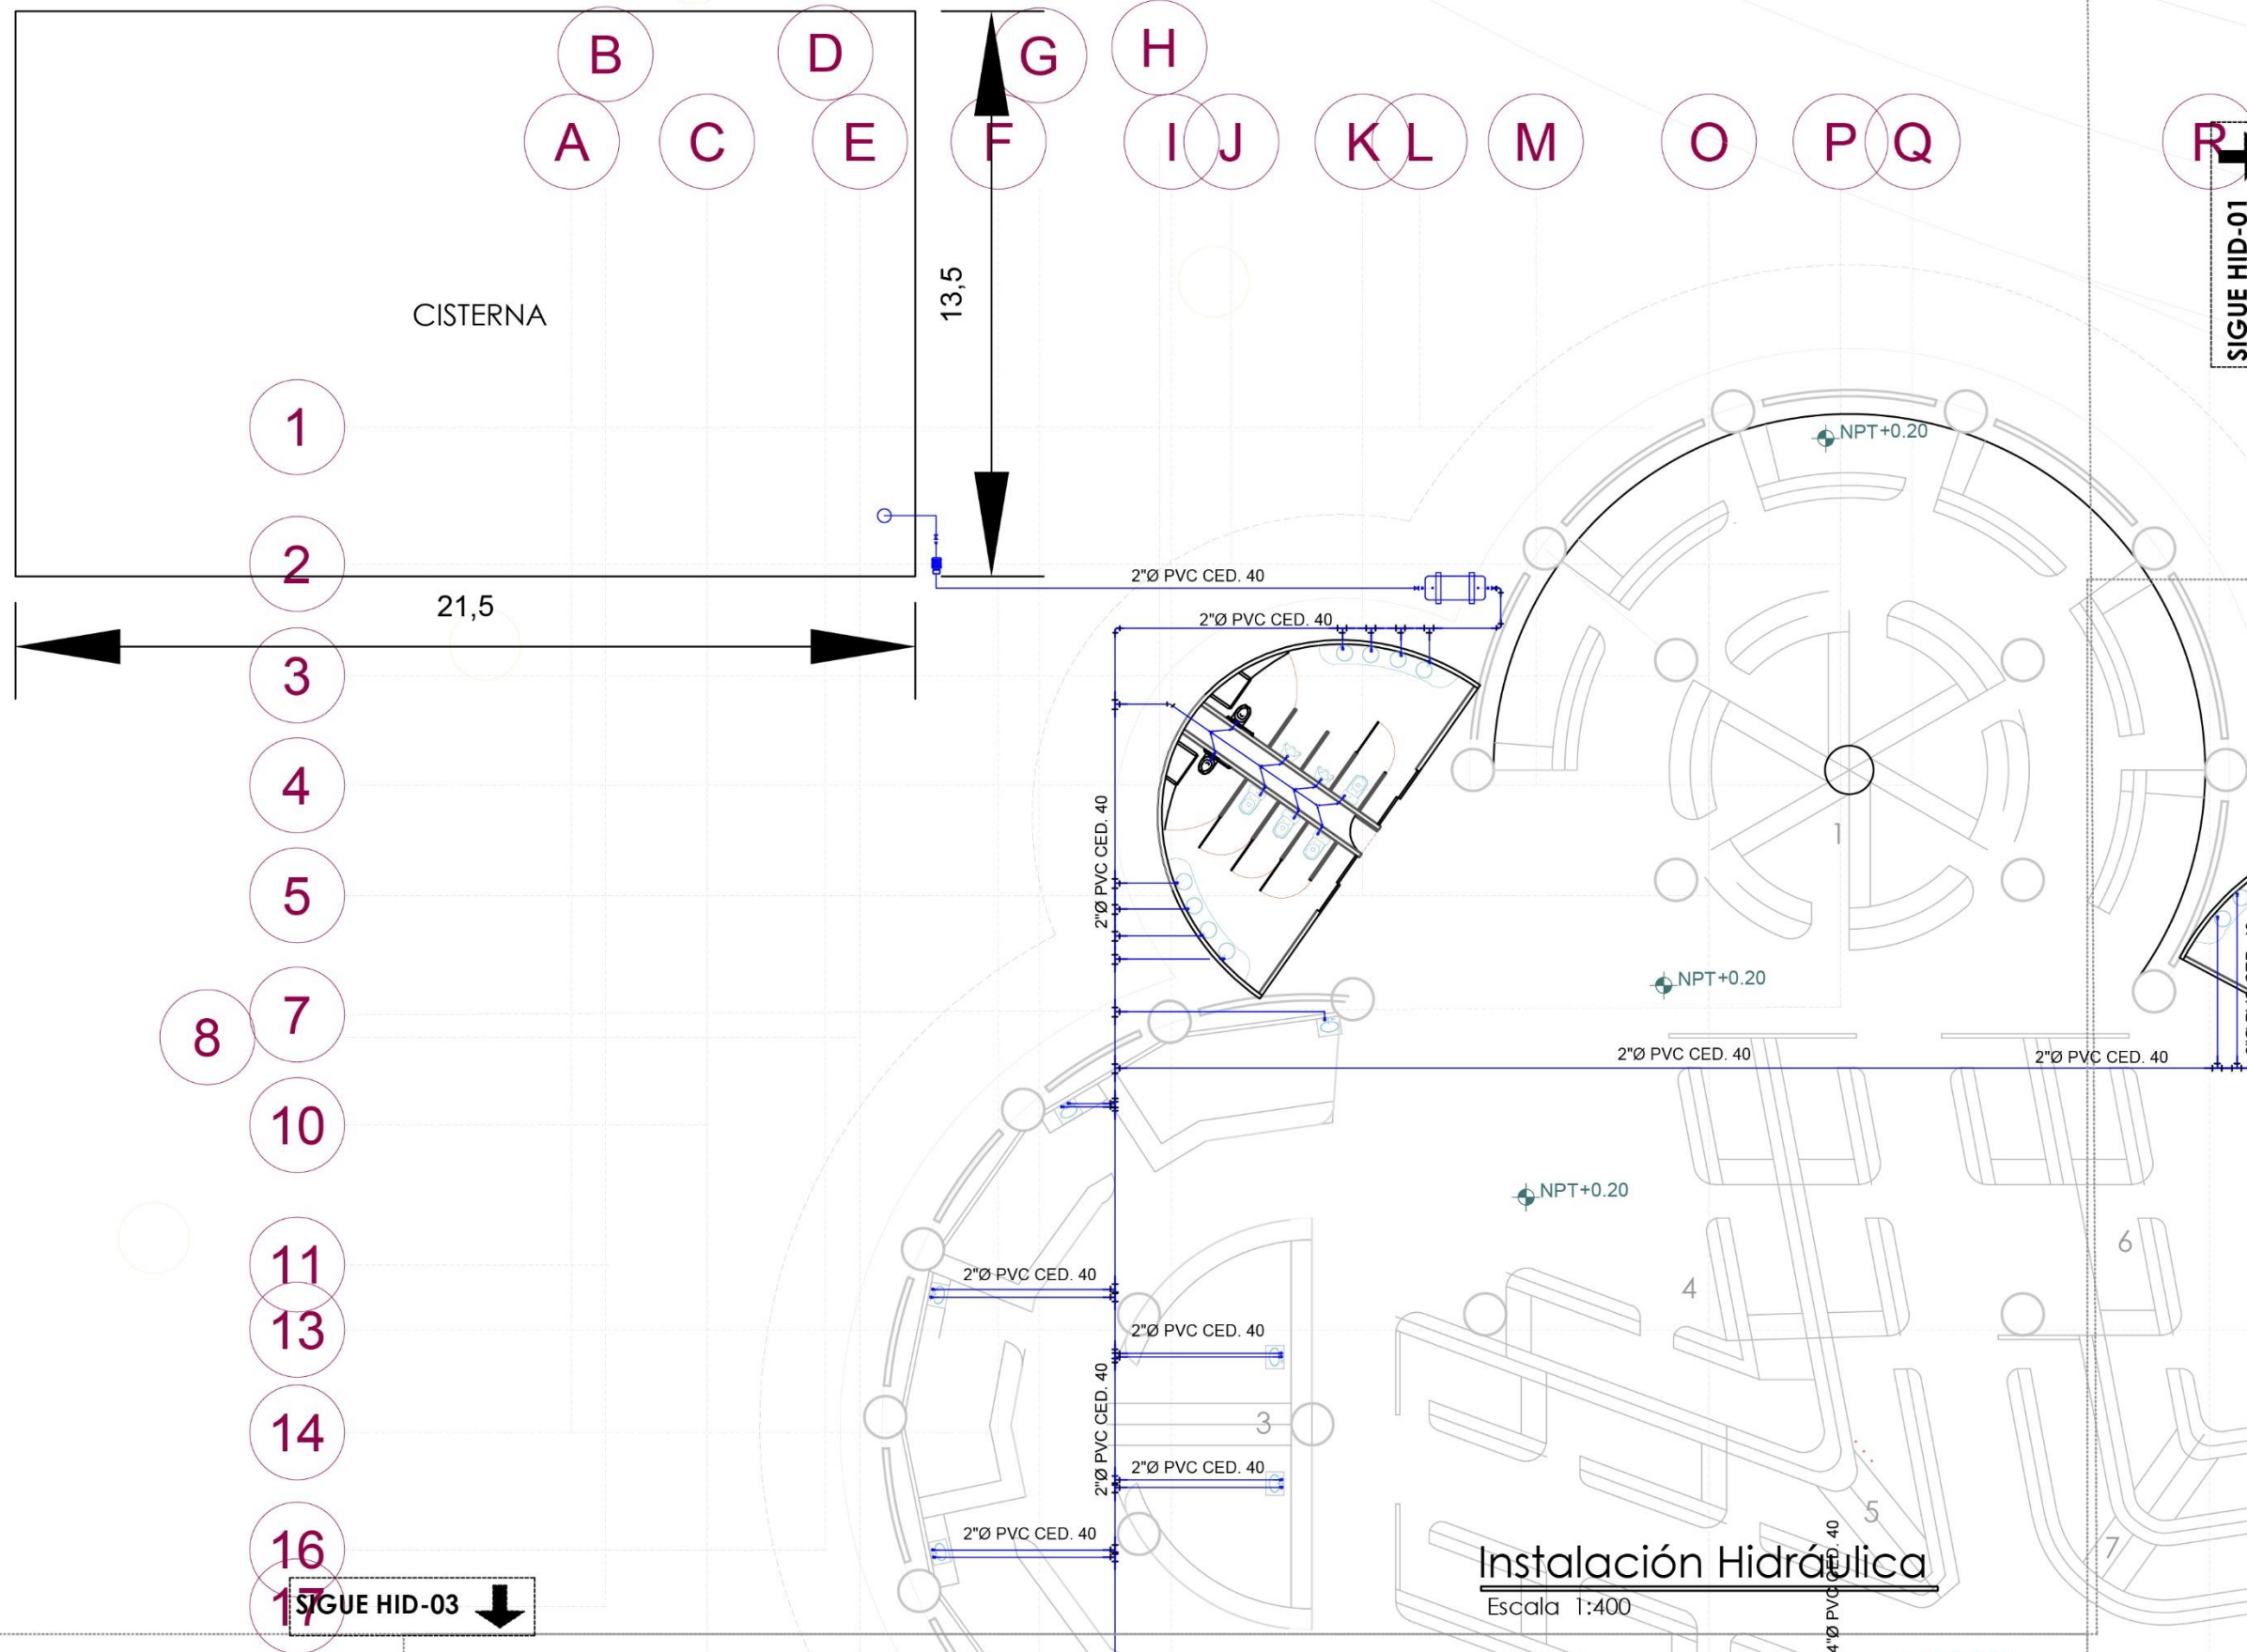 B
D
G
H
A
C
E
F
I
J
K
L
M
O
P
Q
R
SIGUE HID-01
13,5
CISTERNA
1
NPT+0.20
2
2"Ø PVC CED. 40
21,5
2"Ø PVC CED. 40
3
4
1
2"Ø PVC CED. 40
5
NPT+0.20
7
8
2"Ø PVC CED. 40
2"Ø PVC CED. 40
10
NPT+0.20
6
11
2"Ø PVC CED. 40
4
13
2"Ø PVC CED. 40
2"Ø PVC CED. 40
3
14
2"Ø PVC CED. 40
5
16
2"Ø PVC CED. 40
7
Instalación Hidráulica
Escala 1:400
4"Ø PVC CED. 40
17
SIGUE HID-03